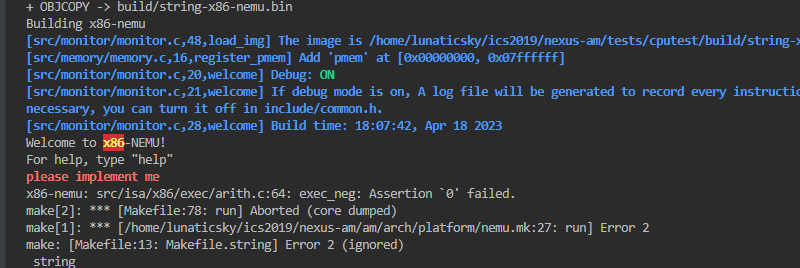 + OBJCOPY -> build/string-x86-nemu.bin
Building x86-nemu
[src/monitor/monitor.c,48,load_img] The image is /home/lunaticsky/ics2019/nexus-am/tests/cputest/build/string-x
[src/memory/memory.c,16,register_pmem] Add 'pmem' at [0x00000000, 0x07ffffff]
[src/monitor/monitor.c,20,welcome] Debug: ON
[src/monitor/monitor.c,21,welcome] If debug mode is on, A log file will be generated to record every instructio
necessary, you can turn it off in include/common.h.
[src/monitor/monitor.c,28,welcome] Build time: 18:07:42, Apr 18 2023
Welcome to x86-NEMU!
For help, type "help"
please implement me
x86-nemu: src/isa/x86/exec/arith.c:64: exec_neg: Assertion `0' failed.
make[2]: *** [Makefile:78: run] Aborted (core dumped)
make[1]: *** [/home/lunaticsky/ics2019/nexus-am/am/arch/platform/nemu.mk:27: run] Error 2
make: [Makefile:13: Makefile.string] Error 2 (ignored)
string